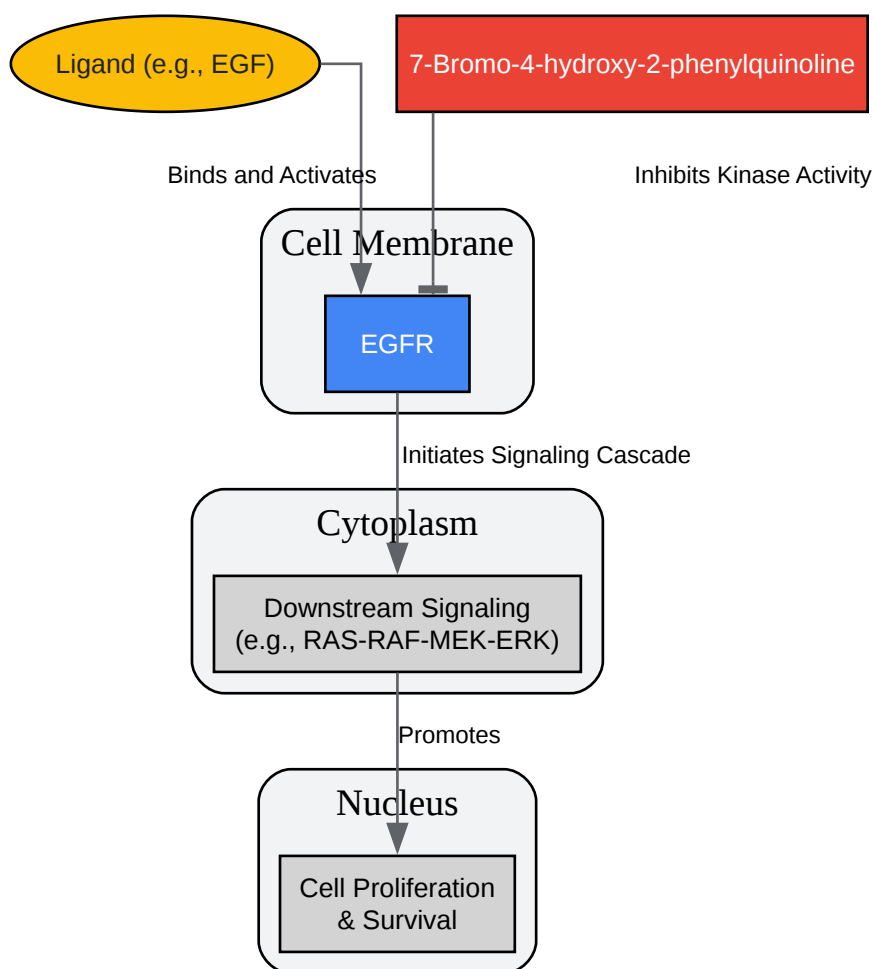 Ligand (e.g., EGF)
7-Bromo-4-hydroxy-2-phenylquinoline
Binds and Activates
Inhibits Kinase Activity
Cell Membrane
EGFR
Initiates Signaling Cascade
Cytoplasm
Downstream Signaling
(e.g., RAS-RAF-MEK-ERK)
Promotes
Nucleus
Cell Proliferation
& Survival